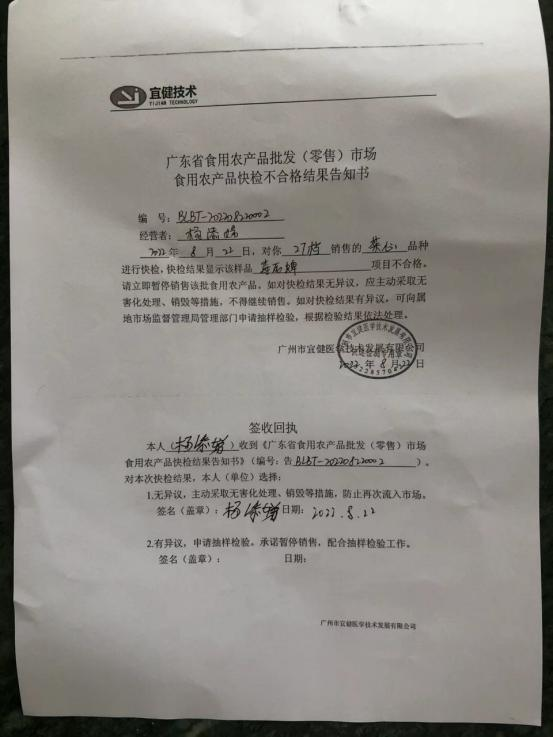 宜健技术
YIJIAN TECHNOLOGY
广东省食用农产品批发（零售）市场
食用农产品快检不合格结果告知书
编 号：BLBT-202208220002
经营者：杨
2022年 8 月 22 日，对你 27档 销售的 菜心 品种
进行快检，快检结果显示该样品 项目不合格。
请立即暂停销售该批食用农产品。如对快检结果无异议，应主动采取无
害化处理、销毁等措施，不得继续销售。如对快检结果有异议，可向属
地市场监督管理局管理部门申请抽样检验，根据检验结果依法处理。
广州市宜健医学技术发展有限公司
2022 年 8 月 22 日
签收回执
本人（杨 ）收到《广东省食用农产品批发（零售）市场
食用农产品快检结果告知书》（编号：告BLBT-202208220002）。
对本次快检结果，本人（单位）选择：
1.无异议，主动采取无害化处理、销毁等措施，防止再次流入市场。
签名（盖章）：杨 日期：2022.8.22
2.有异议，申请抽样检验。承诺暂停销售，配合抽样检验工作。
签名（盖章）： 日期：
广州市宜健医学技术发展有限公司